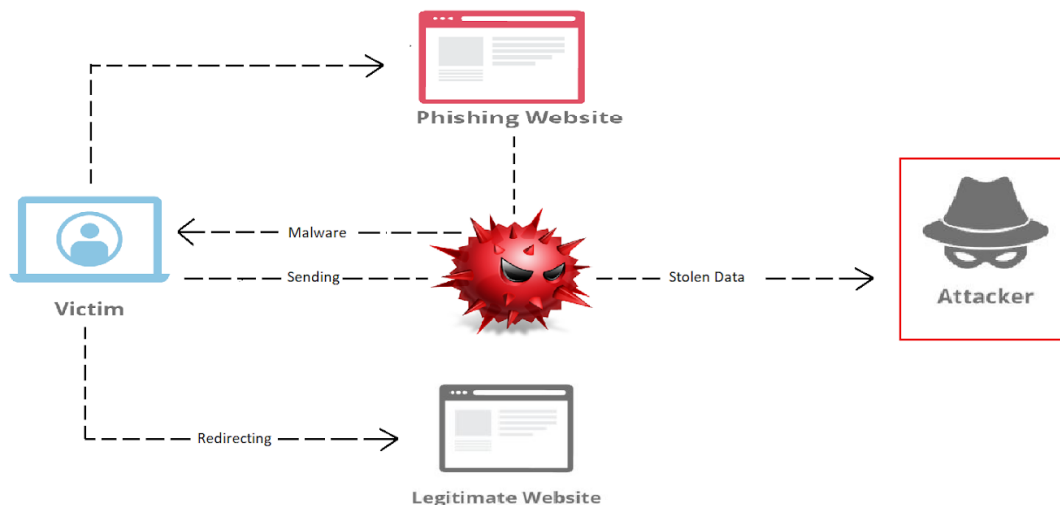 Phishing Website
Malware
Sending
Stolen Data
Victim
Attacker
Redirecting
Legitimate Website